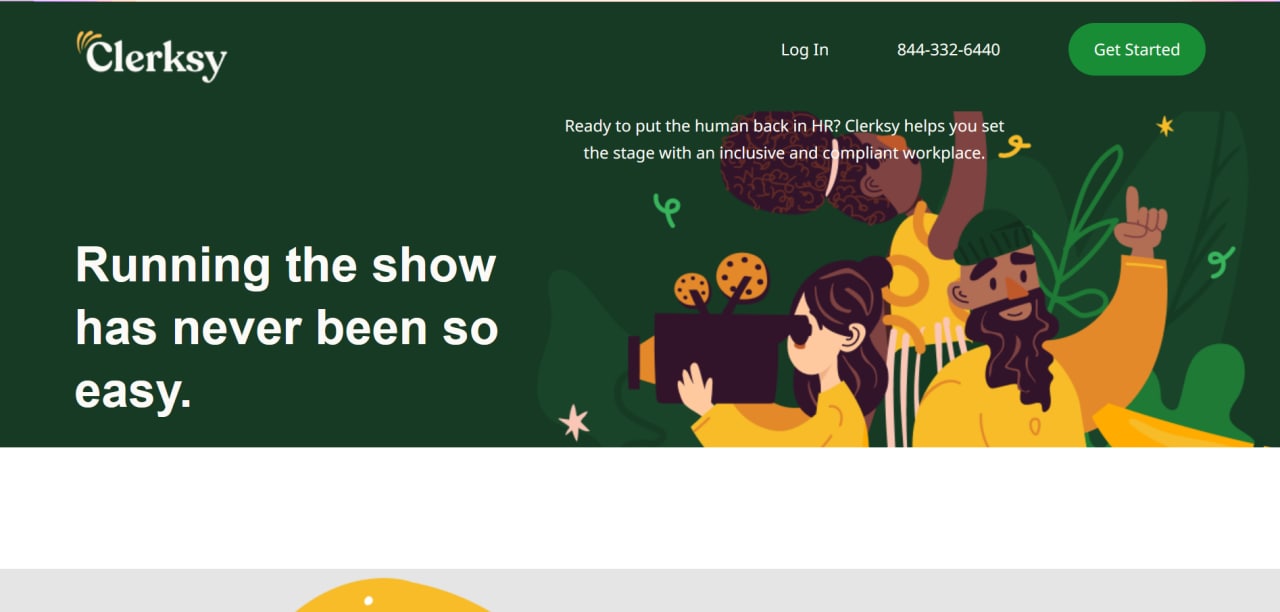 Clerksy
Log In
844-332-6440
Get Started
Ready to put the human back in HR? Clerksy helps you set
the stage with an inclusive and compliant workplace.
Running the show
has never been so
easy.